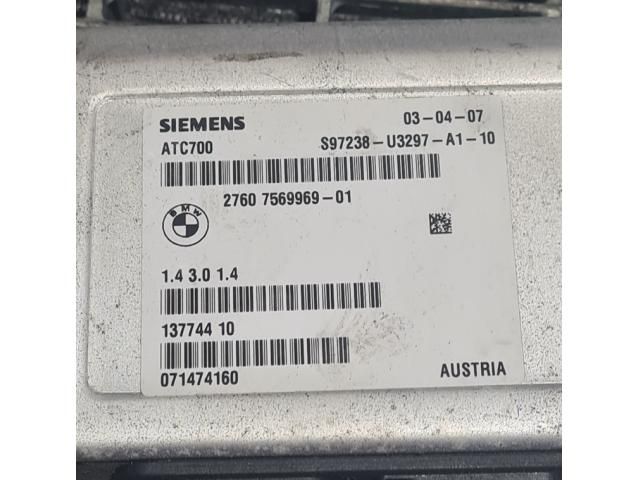 SIEMENS 03-04-07
ATC700 S97238-U3297-A1-10
2760 7569969-01
BMW
1.4 3.0 1.4
137744 10
071474160 AUSTRIA